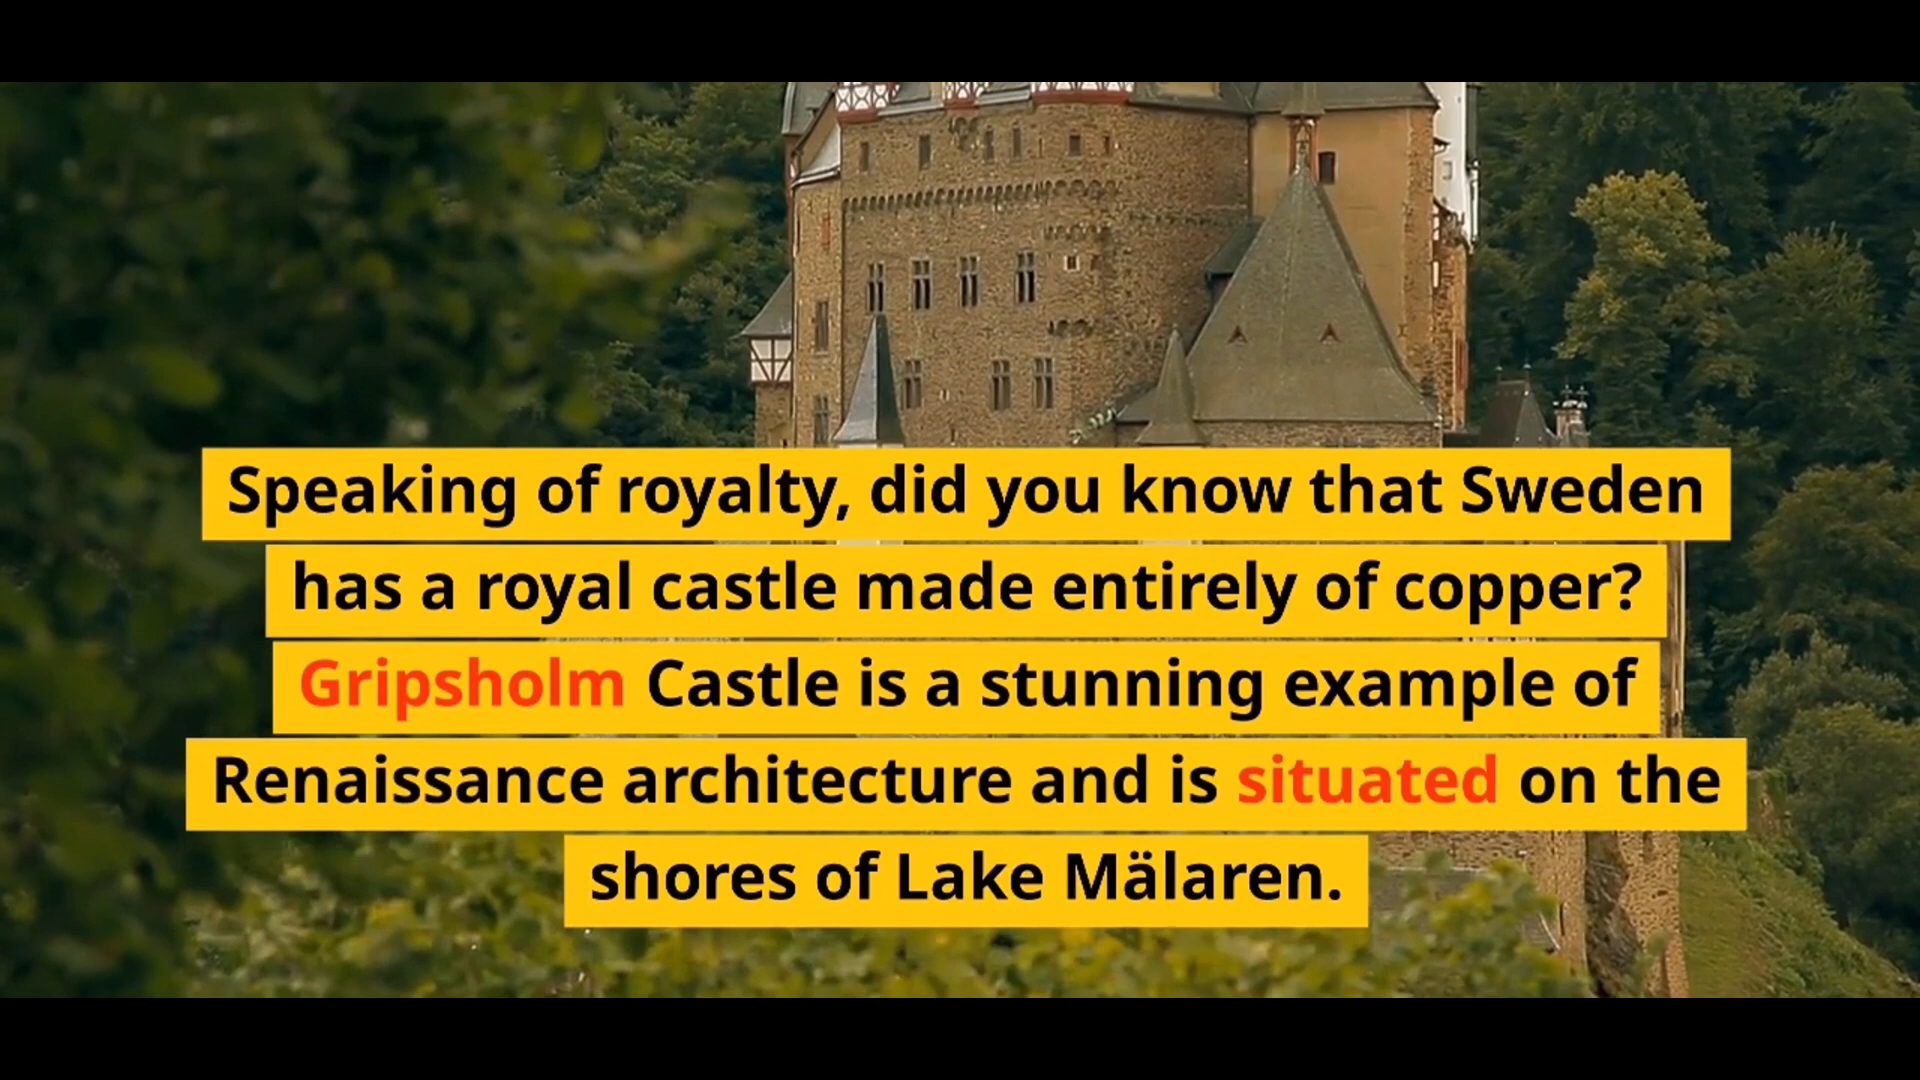 Speaking of royalty, did you know that Sweden
has a royal castle made entirely of copper?
Gripsholm Castle is a stunning example of
Renaissance architecture and is situated on the
shores of Lake Mälaren.